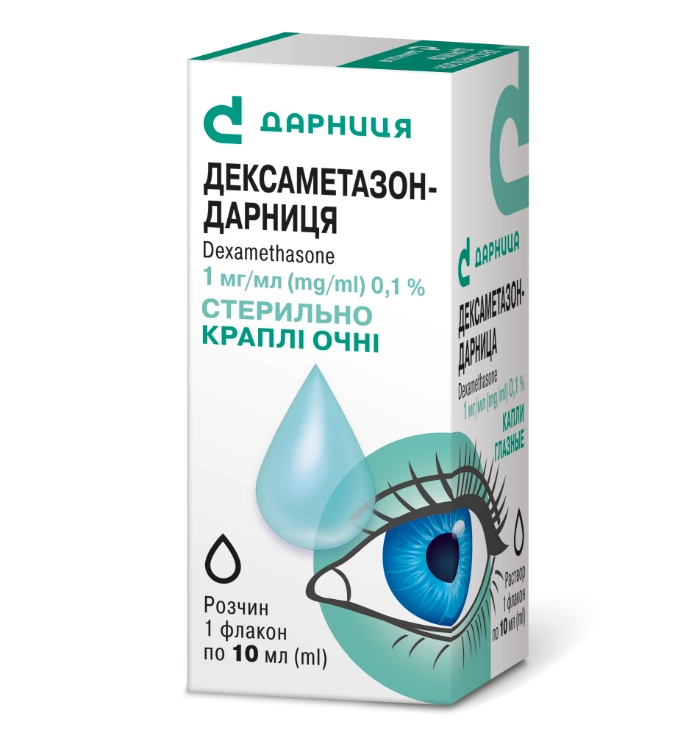 ДАРНИЦЯ
ДЕКСАМЕТАЗОН-
ДАРНИЦЯ
Dexamethasone
1 мг/мл (mg/ml) 0,1 %
СТЕРИЛЬНО
КРАПЛІ ОЧНІ
Розчин
1 флакон
по 10 мл (ml)
ДАРНИЦА
ДЕКСАМЕТАЗОН-
ДАРНИЦА
Dexamethasone
1 мг/мл (mg/ml) 0,1 %
КАПЛИ
ГЛАЗНЫЕ
Раствор
1 флакон
по 10 мл (ml)